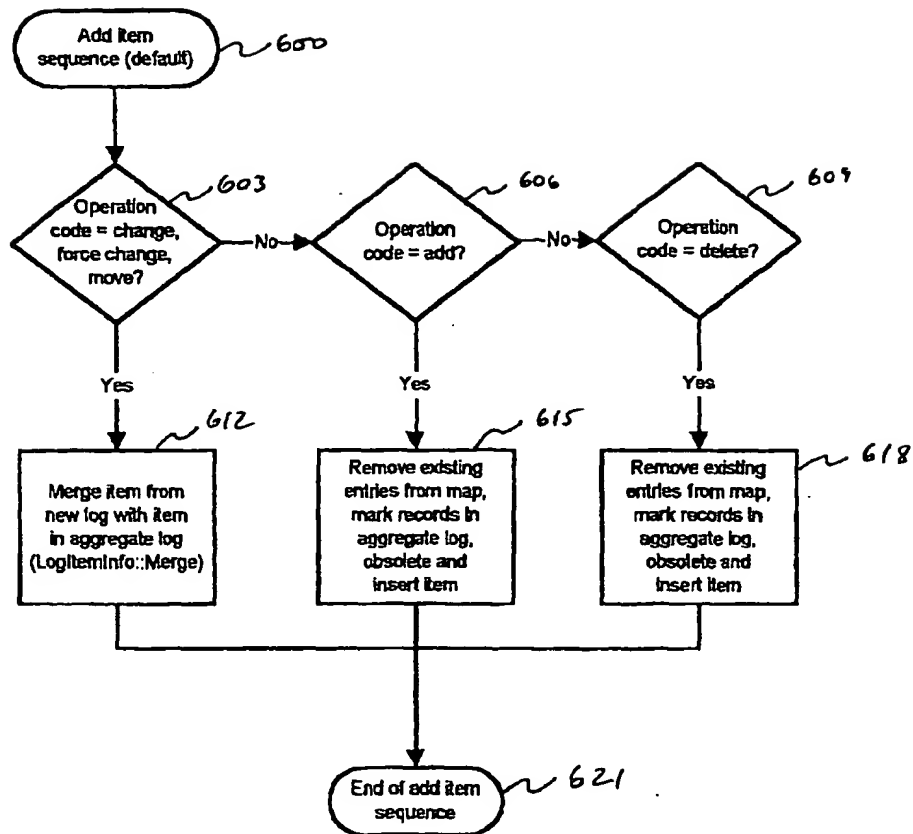 Add item
sequence (default)
600
Operation
code = change,
force change,
move?
603
No
Operation
code = add?
606
No
Operation
code = delete?
609
Yes
Yes
Yes
Merge item from
new log with item
in aggregate log
(LogItemInfo::Merge)
612
Remove existing
entries from map,
mark records in
aggregate log,
obsolete and
insert item
615
Remove existing
entries from map,
mark records in
aggregate log,
obsolete and
insert item
618
End of add item
sequence
621